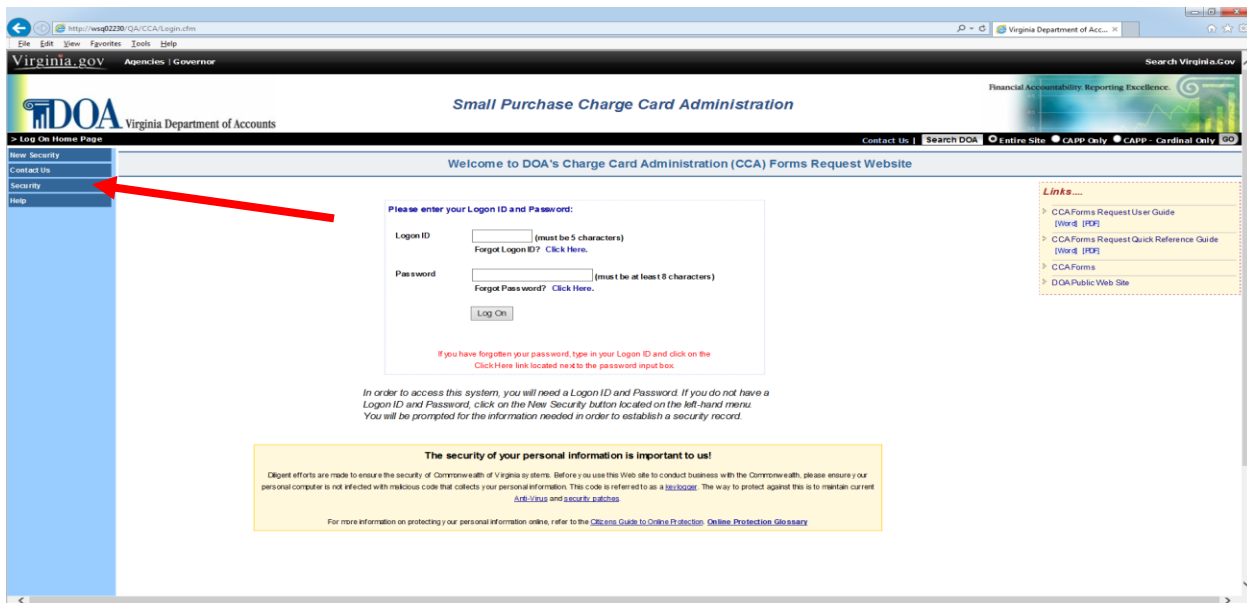 http://wsq02230/QA/CCA/Login.cfm
Virginia Department of Acc...
File Edit View Favorites Tools Help
Virginia.gov Agencies | Governor Search Virginia.Gov
Financial Accountability. Reporting Excellence.
DOA Virginia Department of Accounts
Small Purchase Charge Card Administration
> Log On Home Page Contact Us | Search DOA Entire Site CAPP Only CAPP - Cardinal Only GO
New Security
Contact Us
Security
Help
Welcome to DOA's Charge Card Administration (CCA) Forms Request Website
Please enter your Logon ID and Password:
Logon ID (must be 5 characters)
Forgot Logon ID? Click Here.
Password (must be at least 8 characters)
Forgot Password? Click Here.
Log On
If you have forgotten your password, type in your Logon ID and click on the
Click Here link located next to the password input box
Links....
CCA Forms Request User Guide
[Word] [PDF]
CCA Forms Request Quick Reference Guide
[Word] [PDF]
CCA Forms
DOA Public Web Site
In order to access this system, you will need a Logon ID and Password. If you do not have a
Logon ID and Password, click on the New Security button located on the left-hand menu.
You will be prompted for the information needed in order to establish a security record.
The security of your personal information is important to us!
Diligent efforts are made to ensure the security of Commonwealth of Virginia systems. Before you use this Web site to conduct business with the Commonwealth, please ensure your
personal computer is not infected with malicious code that collects your personal information. This code is referred to as a keylogger. The way to protect against this is to maintain current
Anti-Virus and security patches.
For more information on protecting your personal information online, refer to the Citizens Guide to Online Protection. Online Protection Glossary